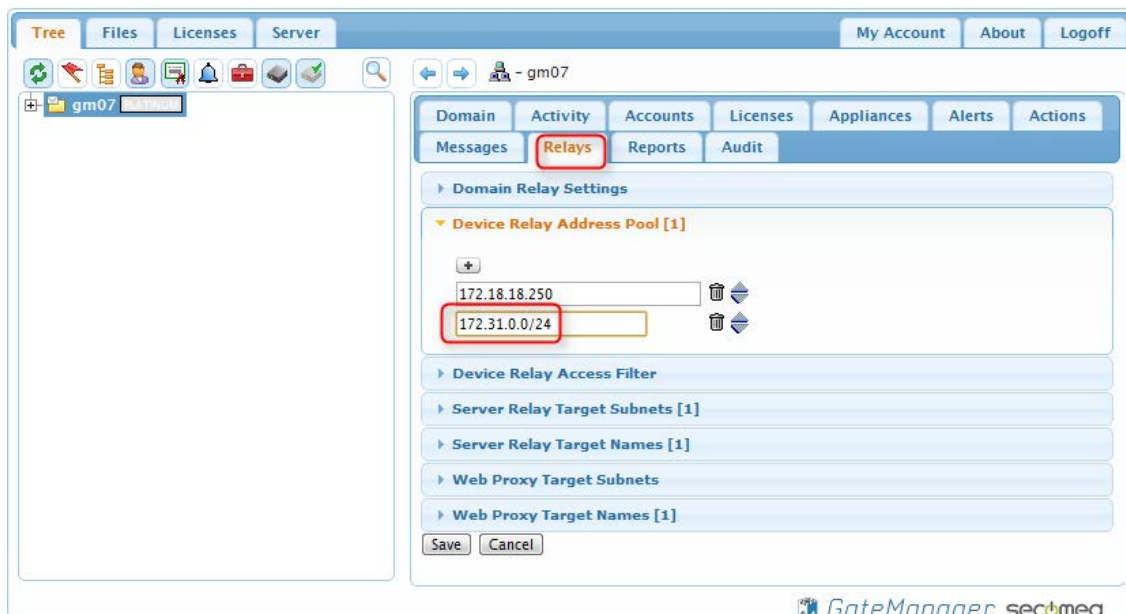 Tree Files Licenses Server My Account About Logoff
- gm07
gm07 PLATINUM
Domain Activity Accounts Licenses Appliances Alerts Actions
Messages Relays Reports Audit
Domain Relay Settings
Device Relay Address Pool [1]
+
172.18.18.250
172.31.0.0/24
Device Relay Access Filter
Server Relay Target Subnets [1]
Server Relay Target Names [1]
Web Proxy Target Subnets
Web Proxy Target Names [1]
Save Cancel
GateManager secomea